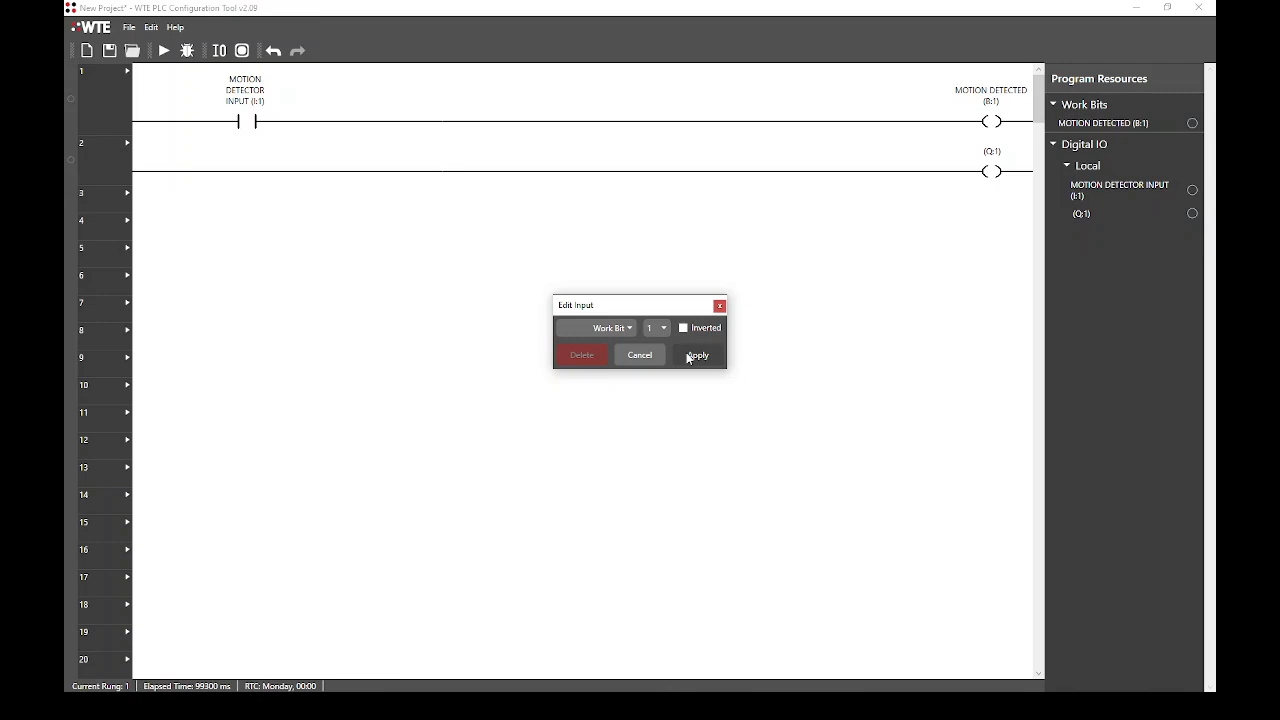 New Project* - WTE PLC Configuration Tool v2.09
WTE File Edit Help
IO
1
MOTION
DETECTOR
INPUT (I:1)
MOTION DETECTED
(B:1)
2
(Q:1)
3
4
5
6
7
8
9
10
11
12
13
14
15
16
17
18
19
20
Edit Input
x
Work Bit 1 Inverted
Delete Cancel Apply
Program Resources
Work Bits
MOTION DETECTED (B:1)
Digital IO
Local
MOTION DETECTOR INPUT
(I:1)
(Q:1)
Current Rung: 1 Elapsed Time: 99300 ms RTC: Monday, 00:00